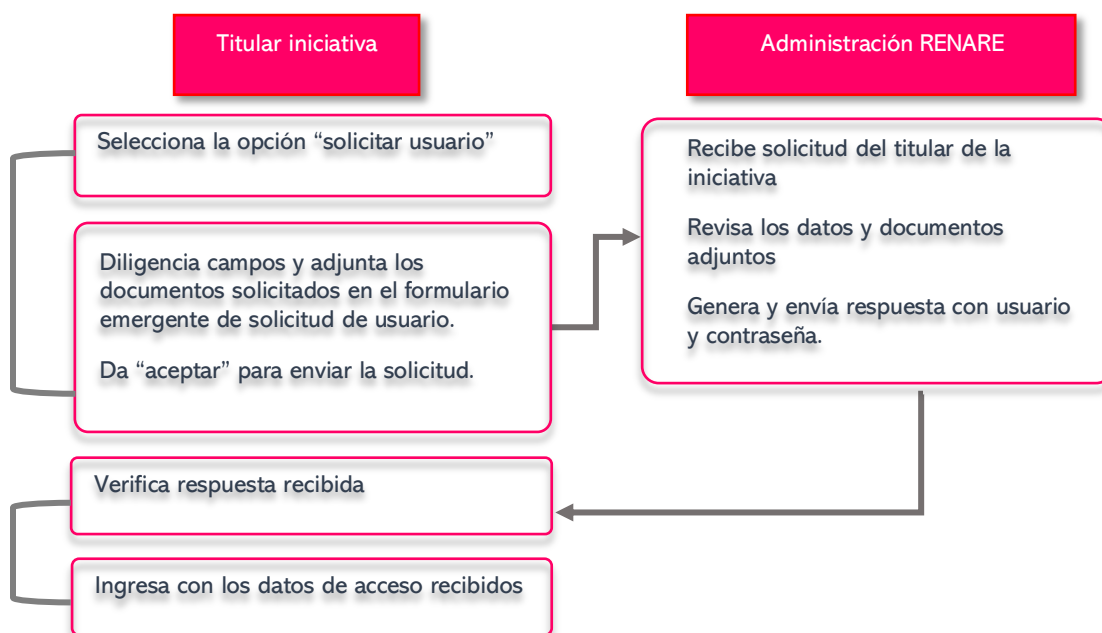 Titular iniciativa
Administración RENARE
Selecciona la opción “solicitar usuario”
Diligencia campos y adjunta los
documentos solicitados en el formulario
emergente de solicitud de usuario.
Da “aceptar” para enviar la solicitud.
Recibe solicitud del titular de la
iniciativa
Revisa los datos y documentos
adjuntos
Genera y envía respuesta con usuario
y contraseña.
Verifica respuesta recibida
Ingresa con los datos de acceso recibidos